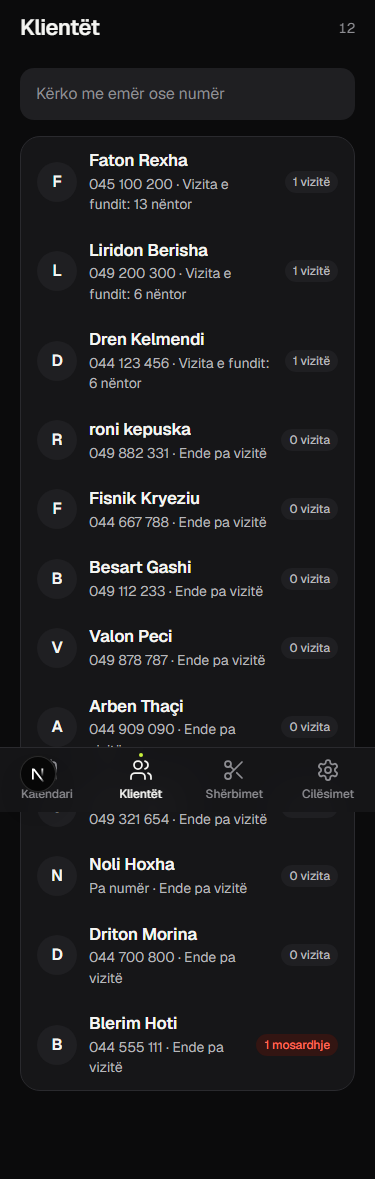 Klientët
12
Kërko me emër ose numër
F
Faton Rexha
045 100 200 · Vizita e
fundit: 13 nëntor
1 vizitë
L
Liridon Berisha
049 200 300 · Vizita e
fundit: 6 nëntor
1 vizitë
D
Dren Kelmendi
044 123 456 · Vizita e fundit:
6 nëntor
1 vizitë
R
roni kepuska
049 882 331 · Ende pa vizitë
0 vizita
F
Fisnik Kryeziu
044 667 788 · Ende pa vizitë
0 vizita
B
Besart Gashi
049 112 233 · Ende pa vizitë
0 vizita
V
Valon Peci
049 878 787 · Ende pa vizitë
0 vizita
A
Arben Thaçi
044 909 090 · Ende pa
0 vizita
N
Kalendari
Klientët
Shërbimet
Cilësimet
049 321 654 · Ende pa vizitë
N
Noli Hoxha
Pa numër · Ende pa vizitë
0 vizita
D
Driton Morina
044 700 800 · Ende pa
vizitë
0 vizita
B
Blerim Hoti
044 555 111 · Ende pa
vizitë
1 mosardhje